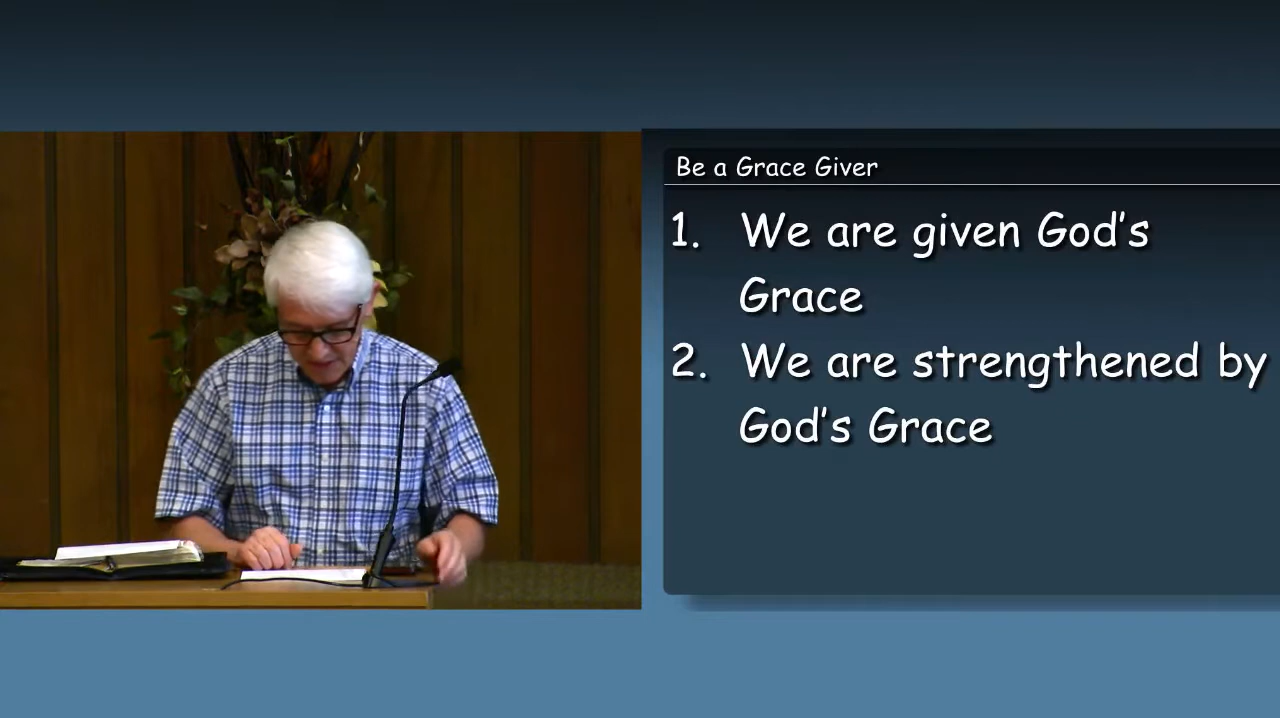 Be a Grace Giver
1. We are given God's
Grace
2. We are strengthened by
God's Grace